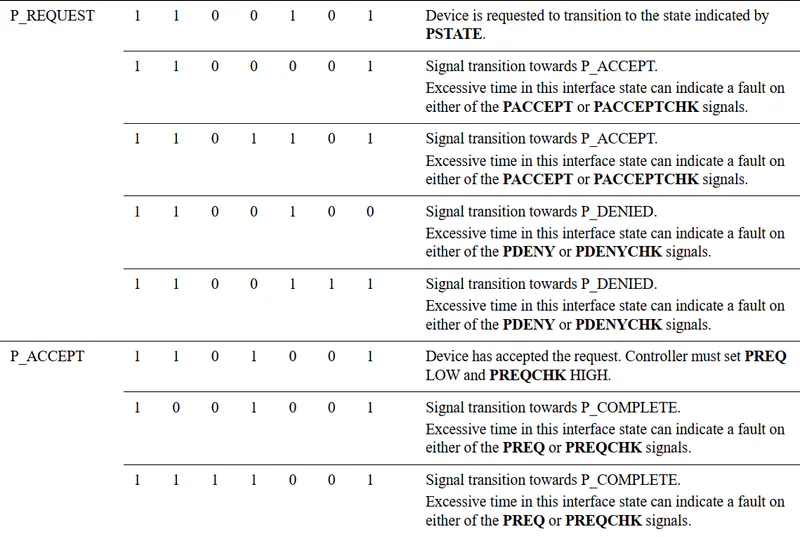 P_REQUEST 1 1 0 0 1 0 1 Device is requested to transition to the state indicated by
PSTATE.
1 1 0 0 0 0 1 Signal transition towards P_ACCEPT.
Excessive time in this interface state can indicate a fault on
either of the PACCEPT or PACCEPTCHK signals.
1 1 0 1 1 0 1 Signal transition towards P_ACCEPT.
Excessive time in this interface state can indicate a fault on
either of the PACCEPT or PACCEPTCHK signals.
1 1 0 0 1 0 0 Signal transition towards P_DENIED.
Excessive time in this interface state can indicate a fault on
either of the PDENY or PDENYCHK signals.
1 1 0 0 1 1 1 Signal transition towards P_DENIED.
Excessive time in this interface state can indicate a fault on
either of the PDENY or PDENYCHK signals.
P_ACCEPT 1 1 0 1 0 0 1 Device has accepted the request. Controller must set PREQ
LOW and PREQCHK HIGH.
1 0 0 1 0 0 1 Signal transition towards P_COMPLETE.
Excessive time in this interface state can indicate a fault on
either of the PREQ or PREQCHK signals.
1 1 1 1 0 0 1 Signal transition towards P_COMPLETE.
Excessive time in this interface state can indicate a fault on
either of the PREQ or PREQCHK signals.